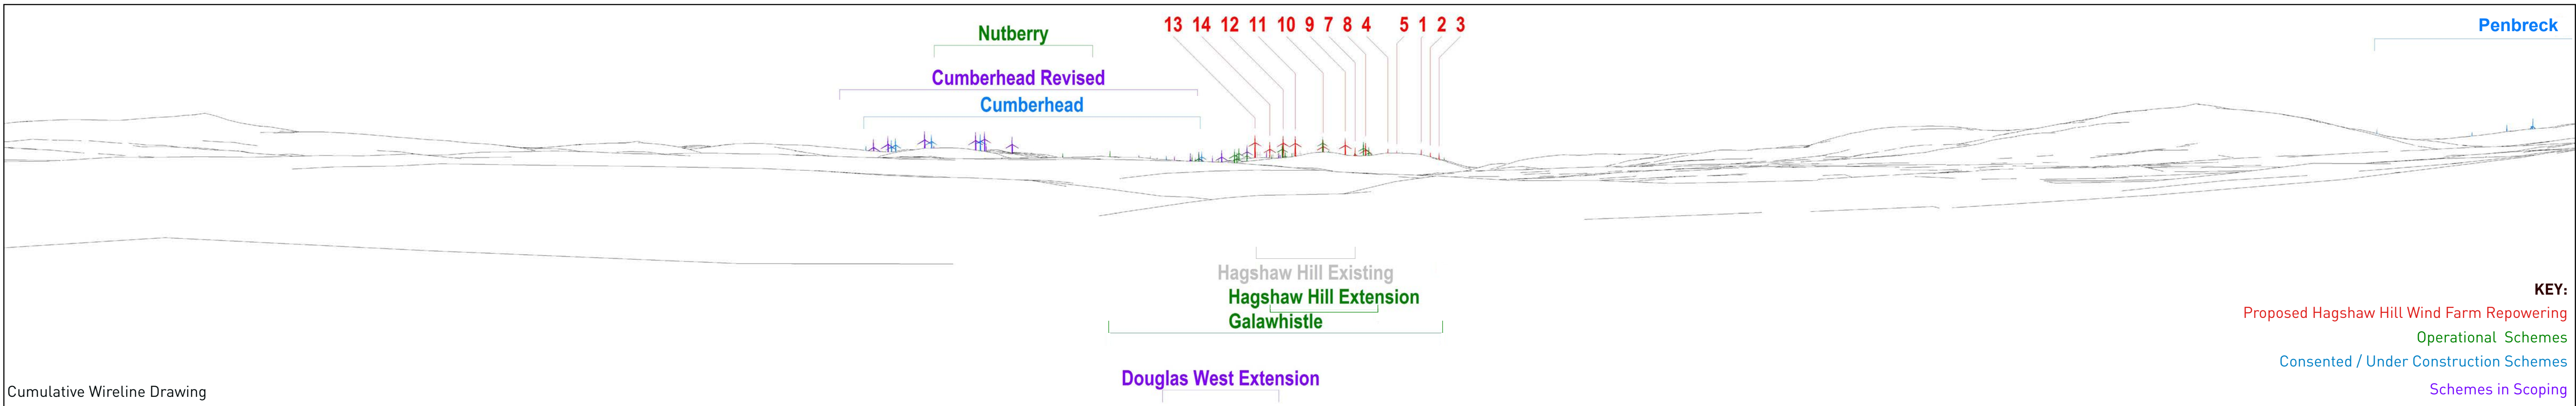 Nutberry
13 14 12 11 10 9 7 8 4 5 1 2 3
Penbreck
Cumberhead Revised
Cumberhead
Hagshaw Hill Existing
Hagshaw Hill Extension
Galawhistle
Douglas West Extension
KEY:
Proposed Hagshaw Hill Wind Farm Repowering
Operational Schemes
Consented / Under Construction Schemes
Schemes in Scoping
Cumulative Wireline Drawing